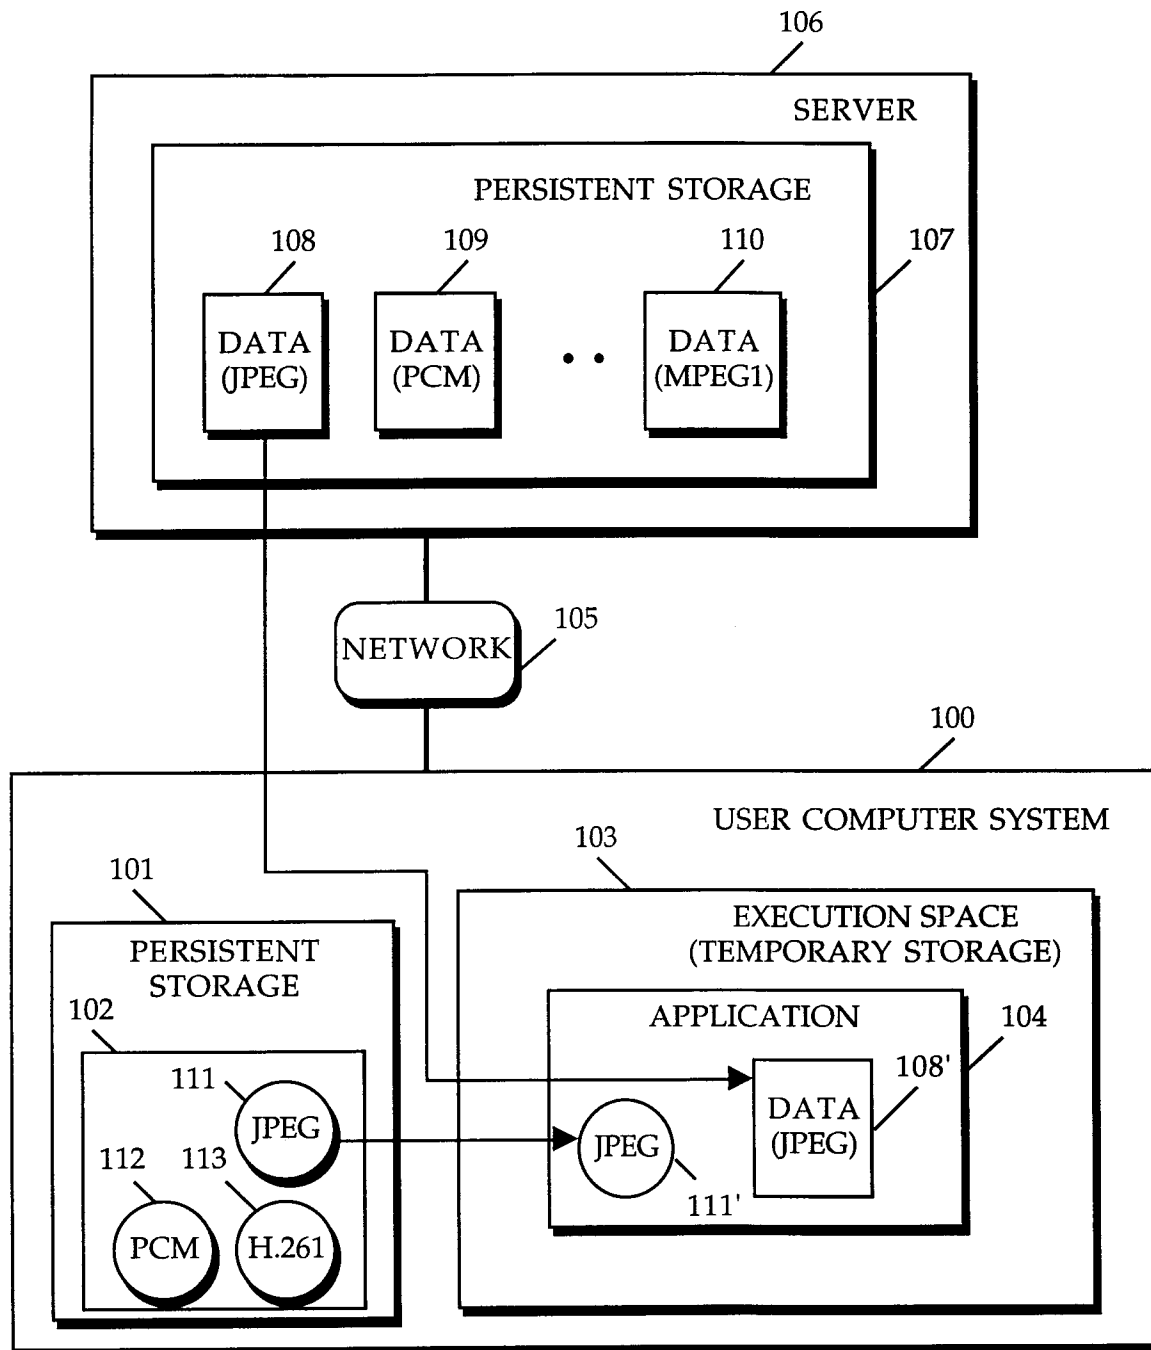 106
SERVER
PERSISTENT STORAGE
108
109
110
107
DATA
(JPEG)
DATA
(PCM)
DATA
(MPEG1)
NETWORK
105
100
USER COMPUTER SYSTEM
103
101
EXECUTION SPACE
(TEMPORARY STORAGE)
PERSISTENT
STORAGE
102
APPLICATION
104
111
JPEG
108'
DATA
(JPEG)
JPEG
111'
112
113
PCM
H.261